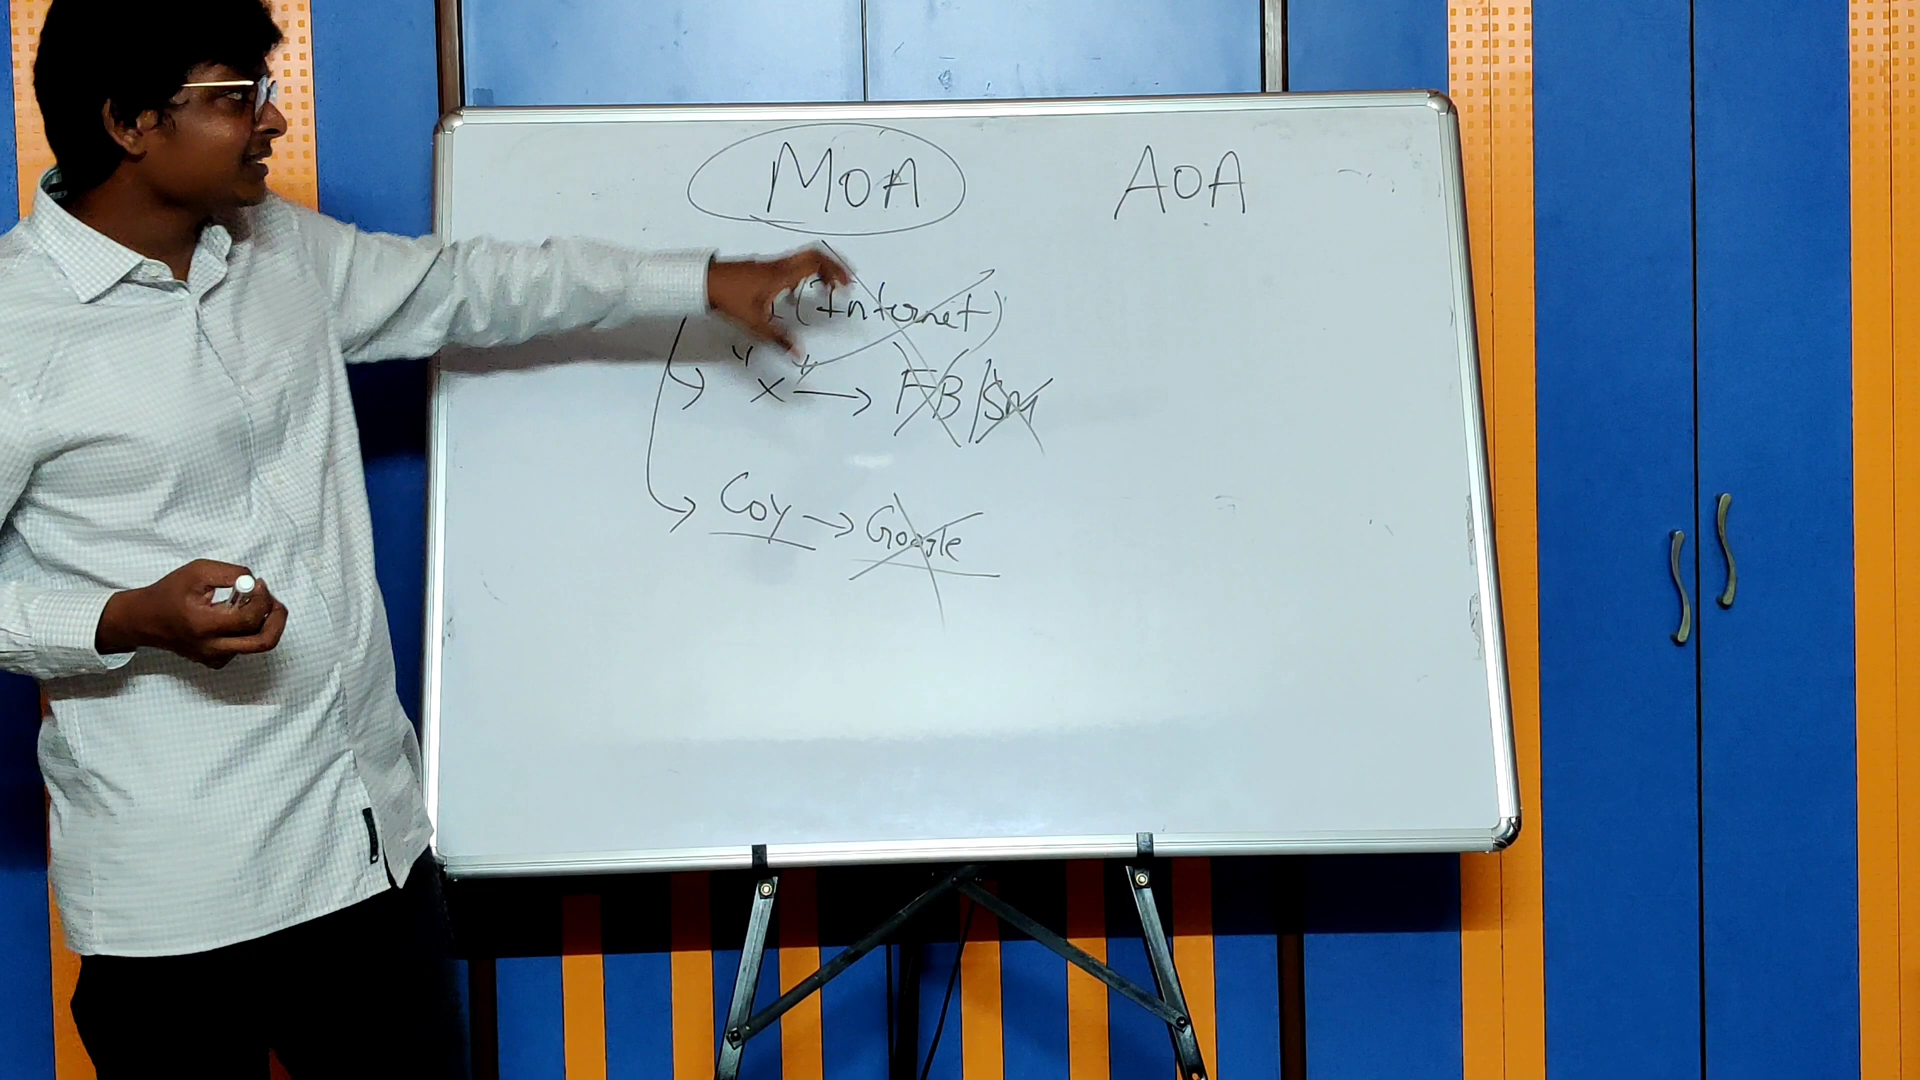 MOA AOA
(Internet)
"x" → FB/SM
Coy → Google